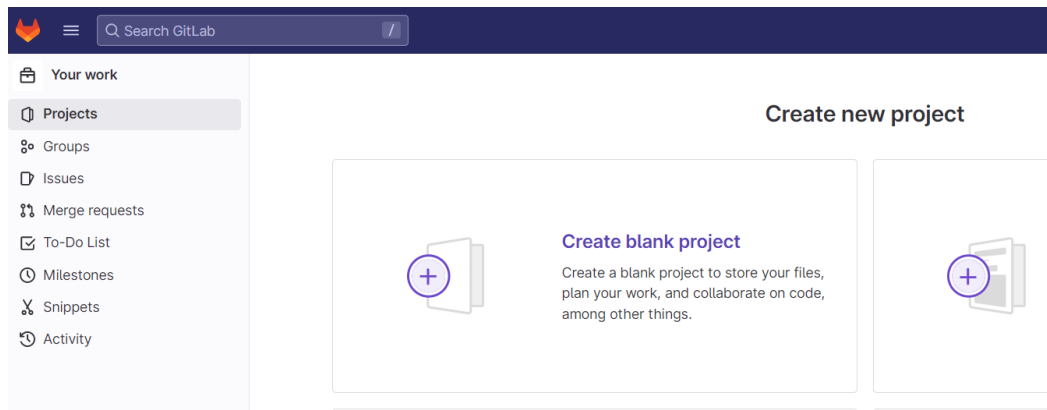 Search GitLab /
Your work
Projects
Groups
Issues
Merge requests
To-Do List
Milestones
Snippets
Activity
Create new project
Create blank project
Create a blank project to store your files,
plan your work, and collaborate on code,
among other things.